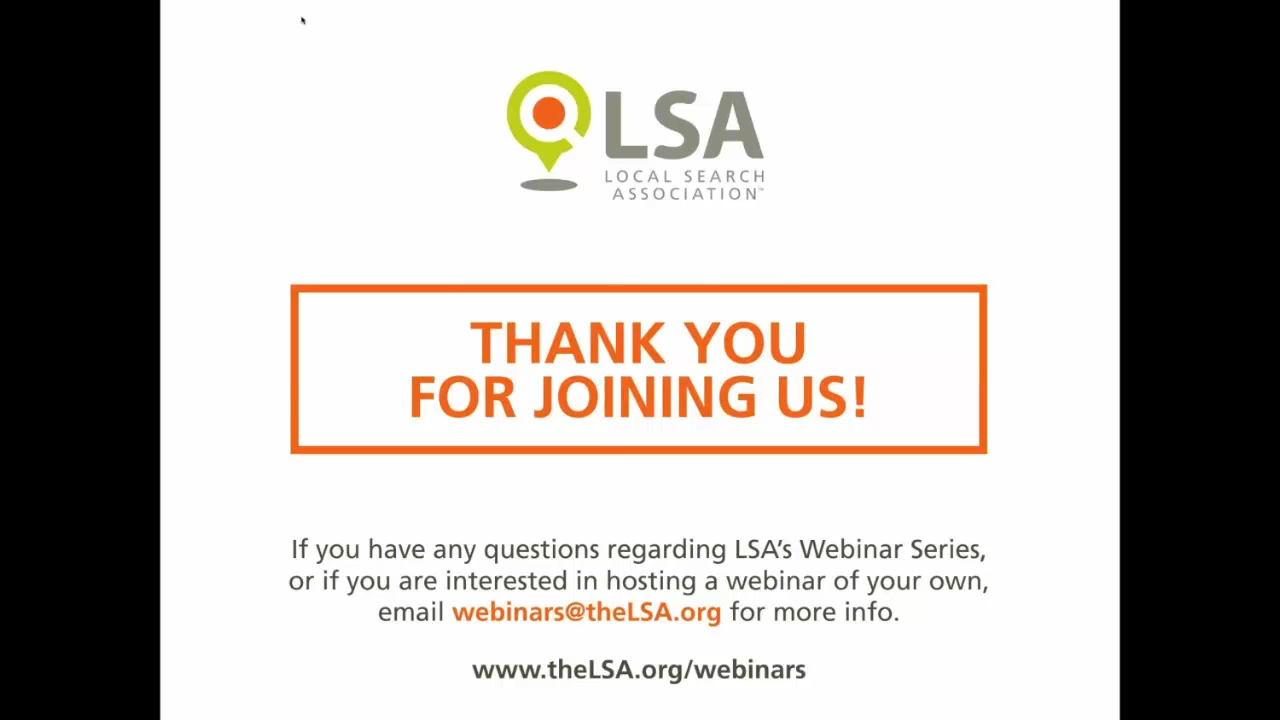 LSA
LOCAL SEARCH
ASSOCIATION™
THANK YOU
FOR JOINING US!
If you have any questions regarding LSA's Webinar Series,
or if you are interested in hosting a webinar of your own,
email webinars@theLSA.org for more info.
www.theLSA.org/webinars